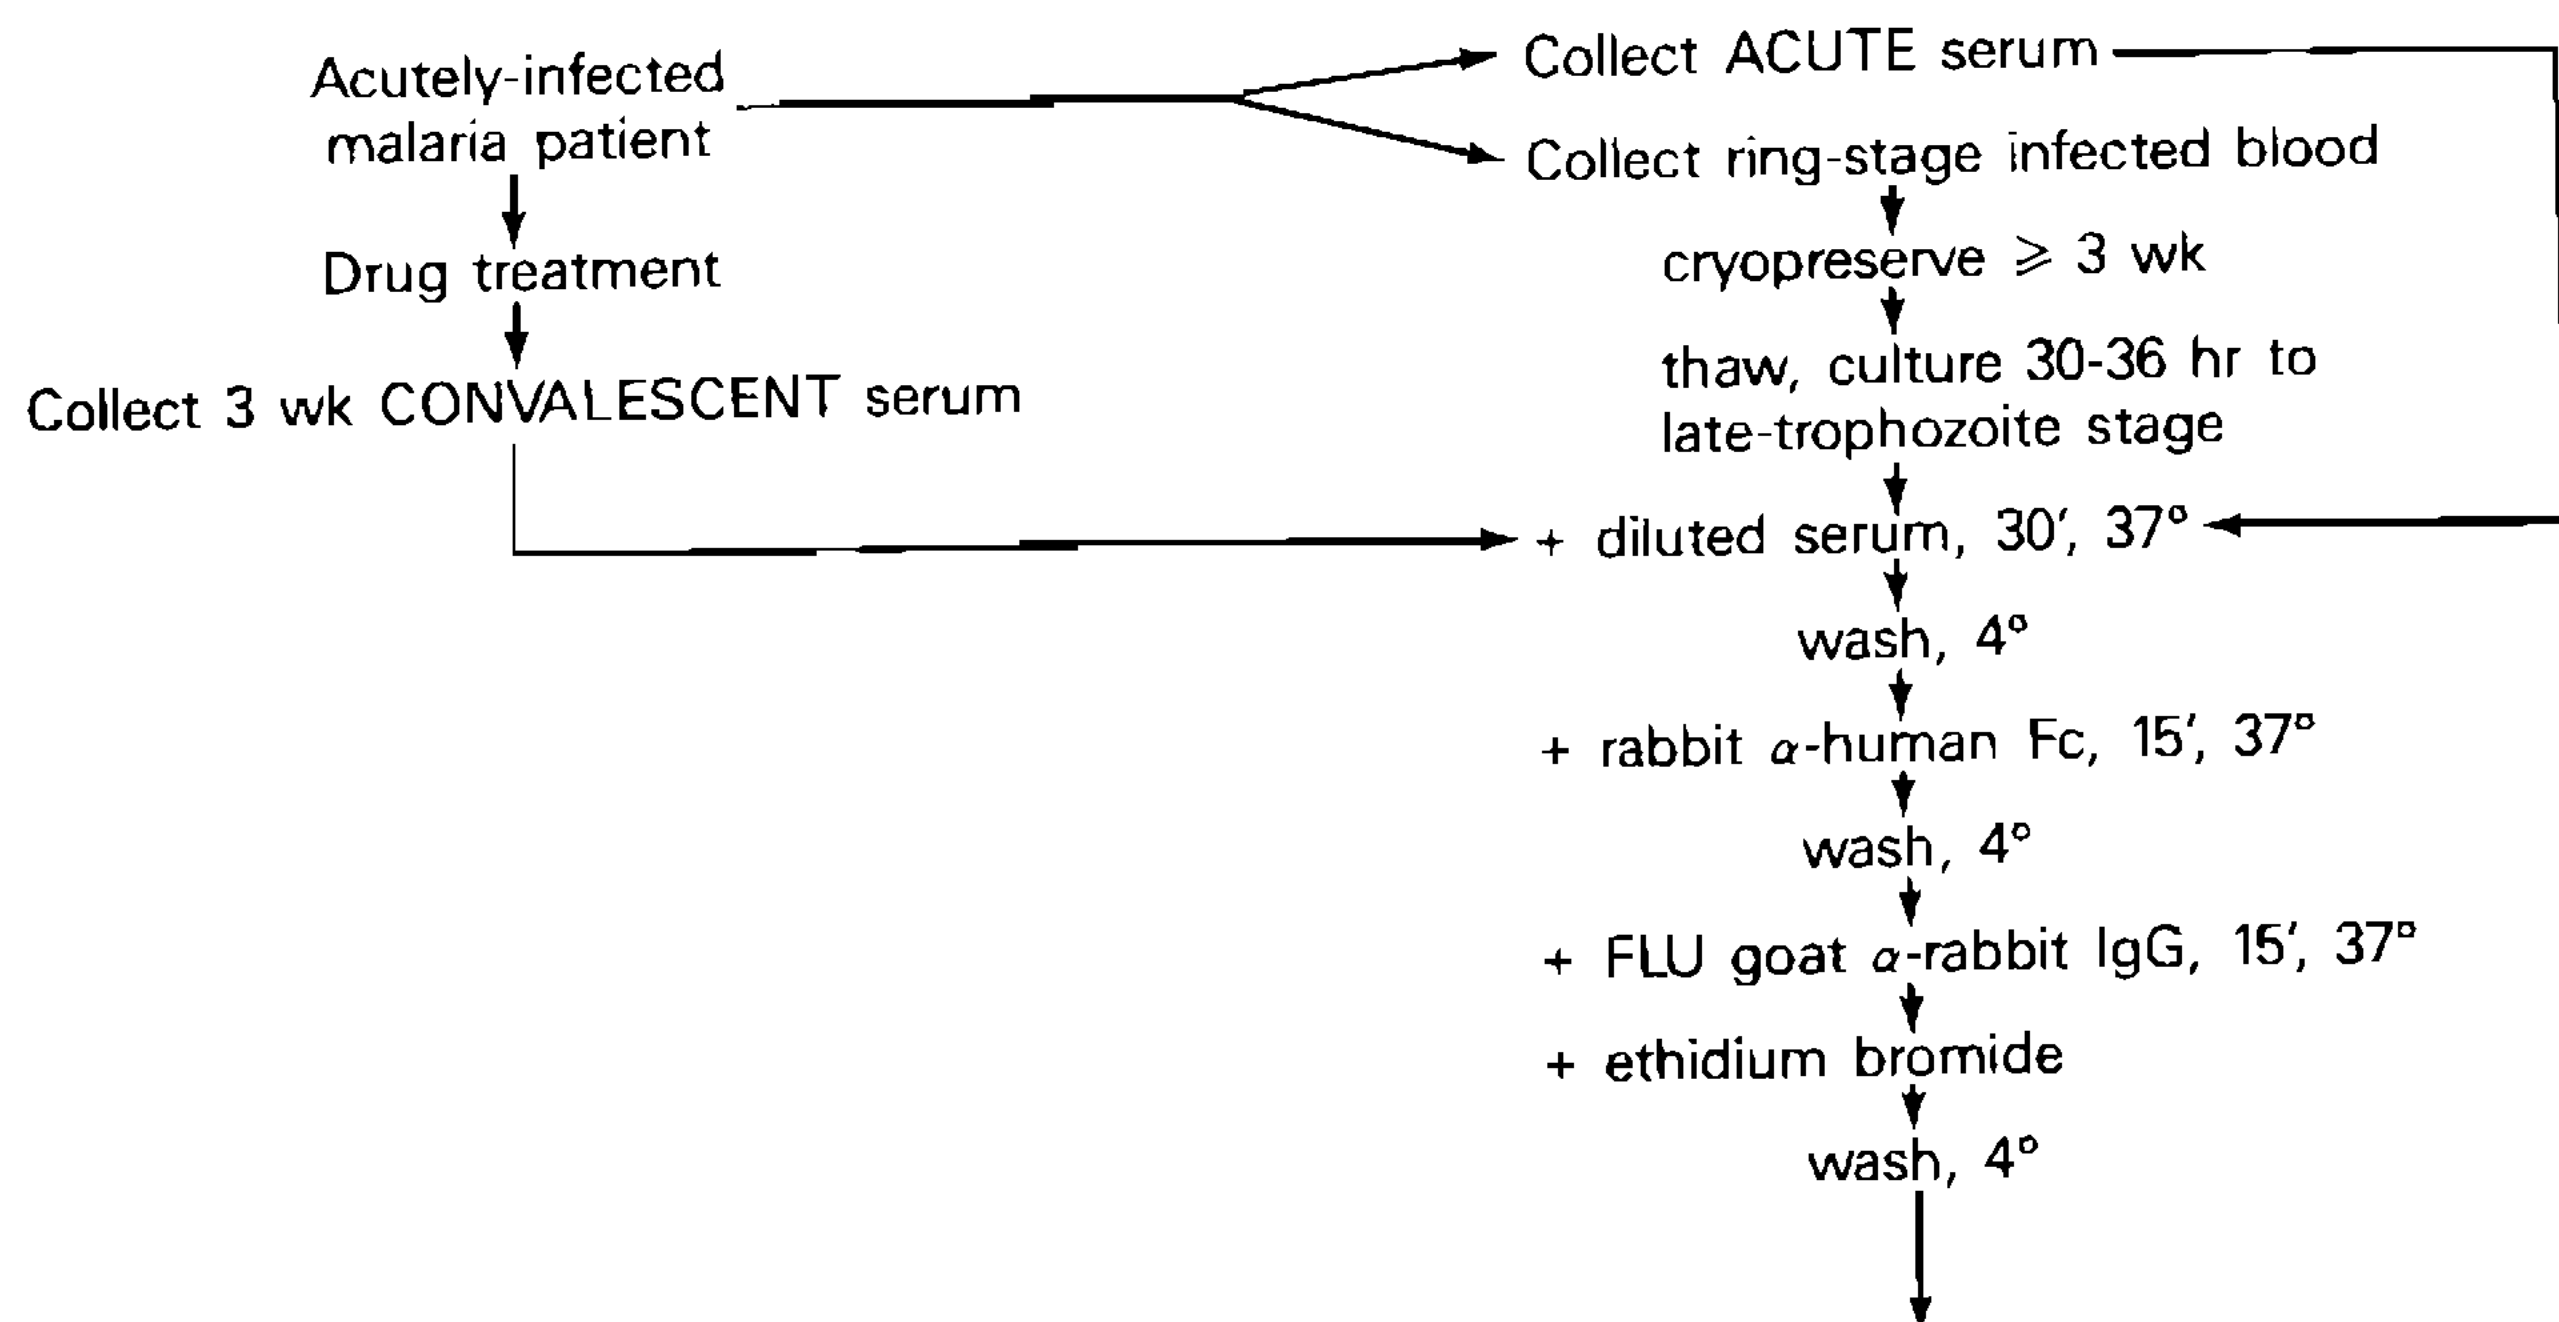 Acutely-infected
malaria patient
Drug treatment
Collect 3 wk CONVALESCENT serum
Collect ACUTE serum
Collect ring-stage infected blood
cryopreserve ⩾ 3 wk
thaw, culture 30-36 hr to
late-trophozoite stage
+ diluted serum, 30′, 37°
wash, 4°
+ rabbit α-human Fc, 15′, 37°
wash, 4°
+ FLU goat α-rabbit IgG, 15′, 37°
+ ethidium bromide
wash, 4°